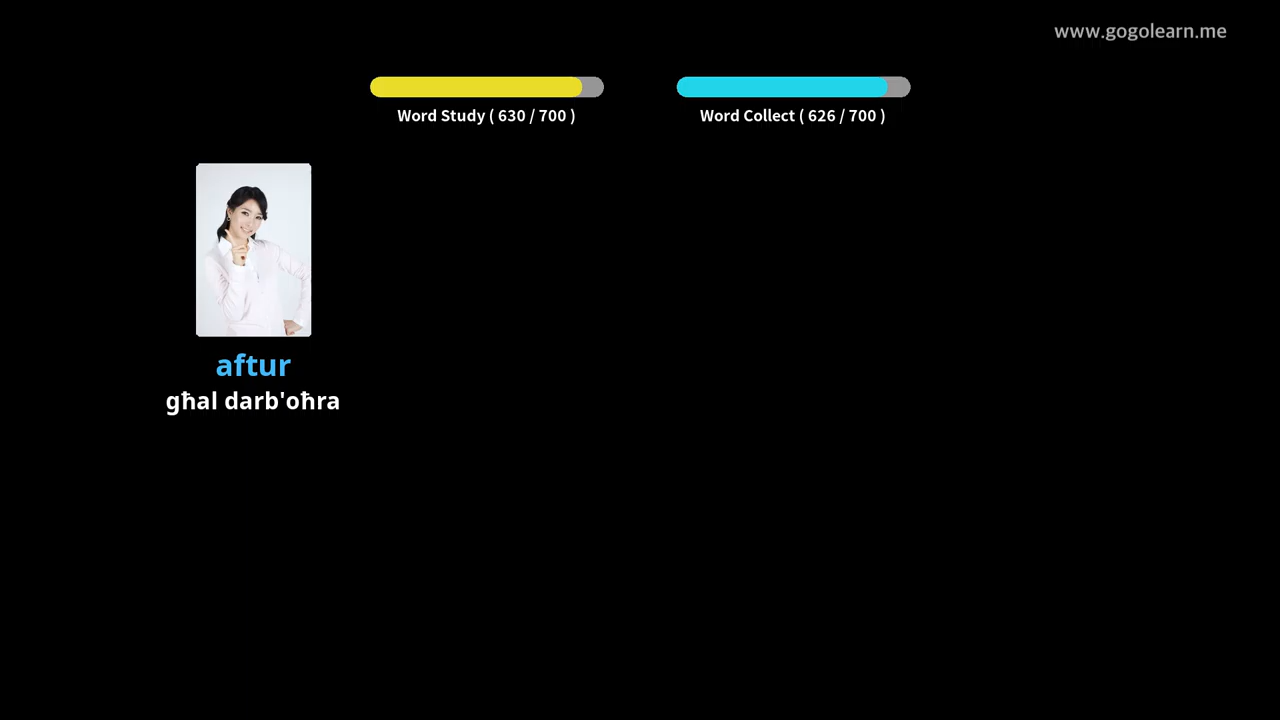 www.gogolearn.me
Word Study ( 630 / 700 )
Word Collect ( 626 / 700 )
aftur
għal darb'oħra